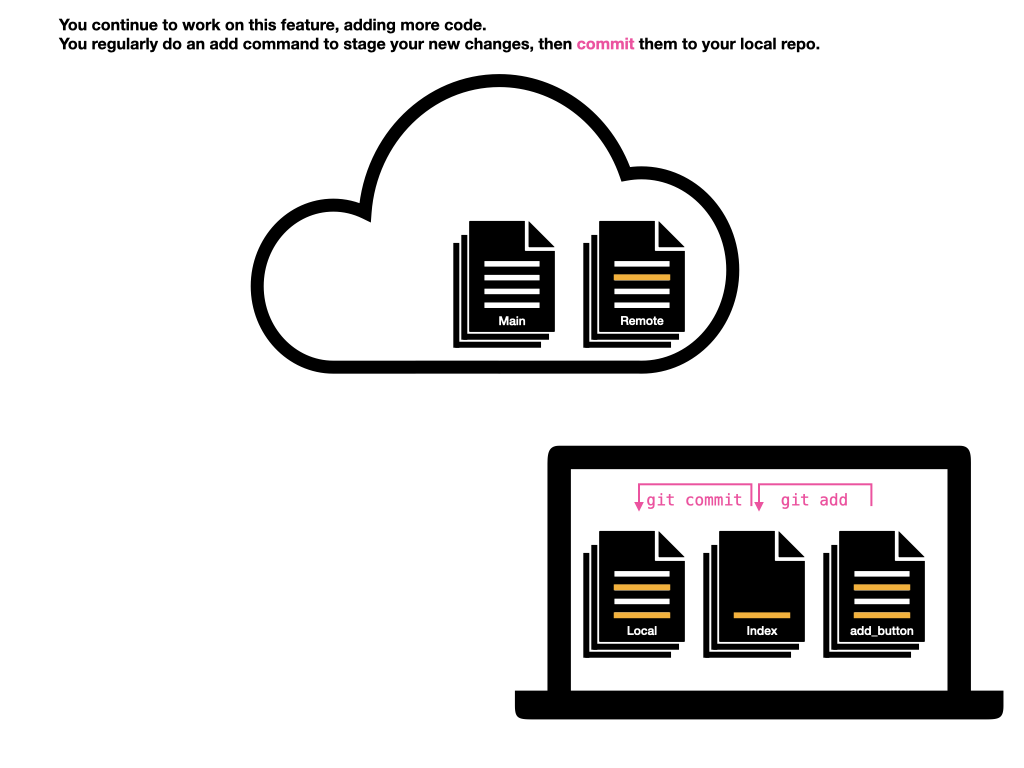 You continue to work on this feature, adding more code.
You regularly do an add command to stage your new changes, then commit them to your local repo.
Main
Remote
git commit
git add
Local
Index
add_button